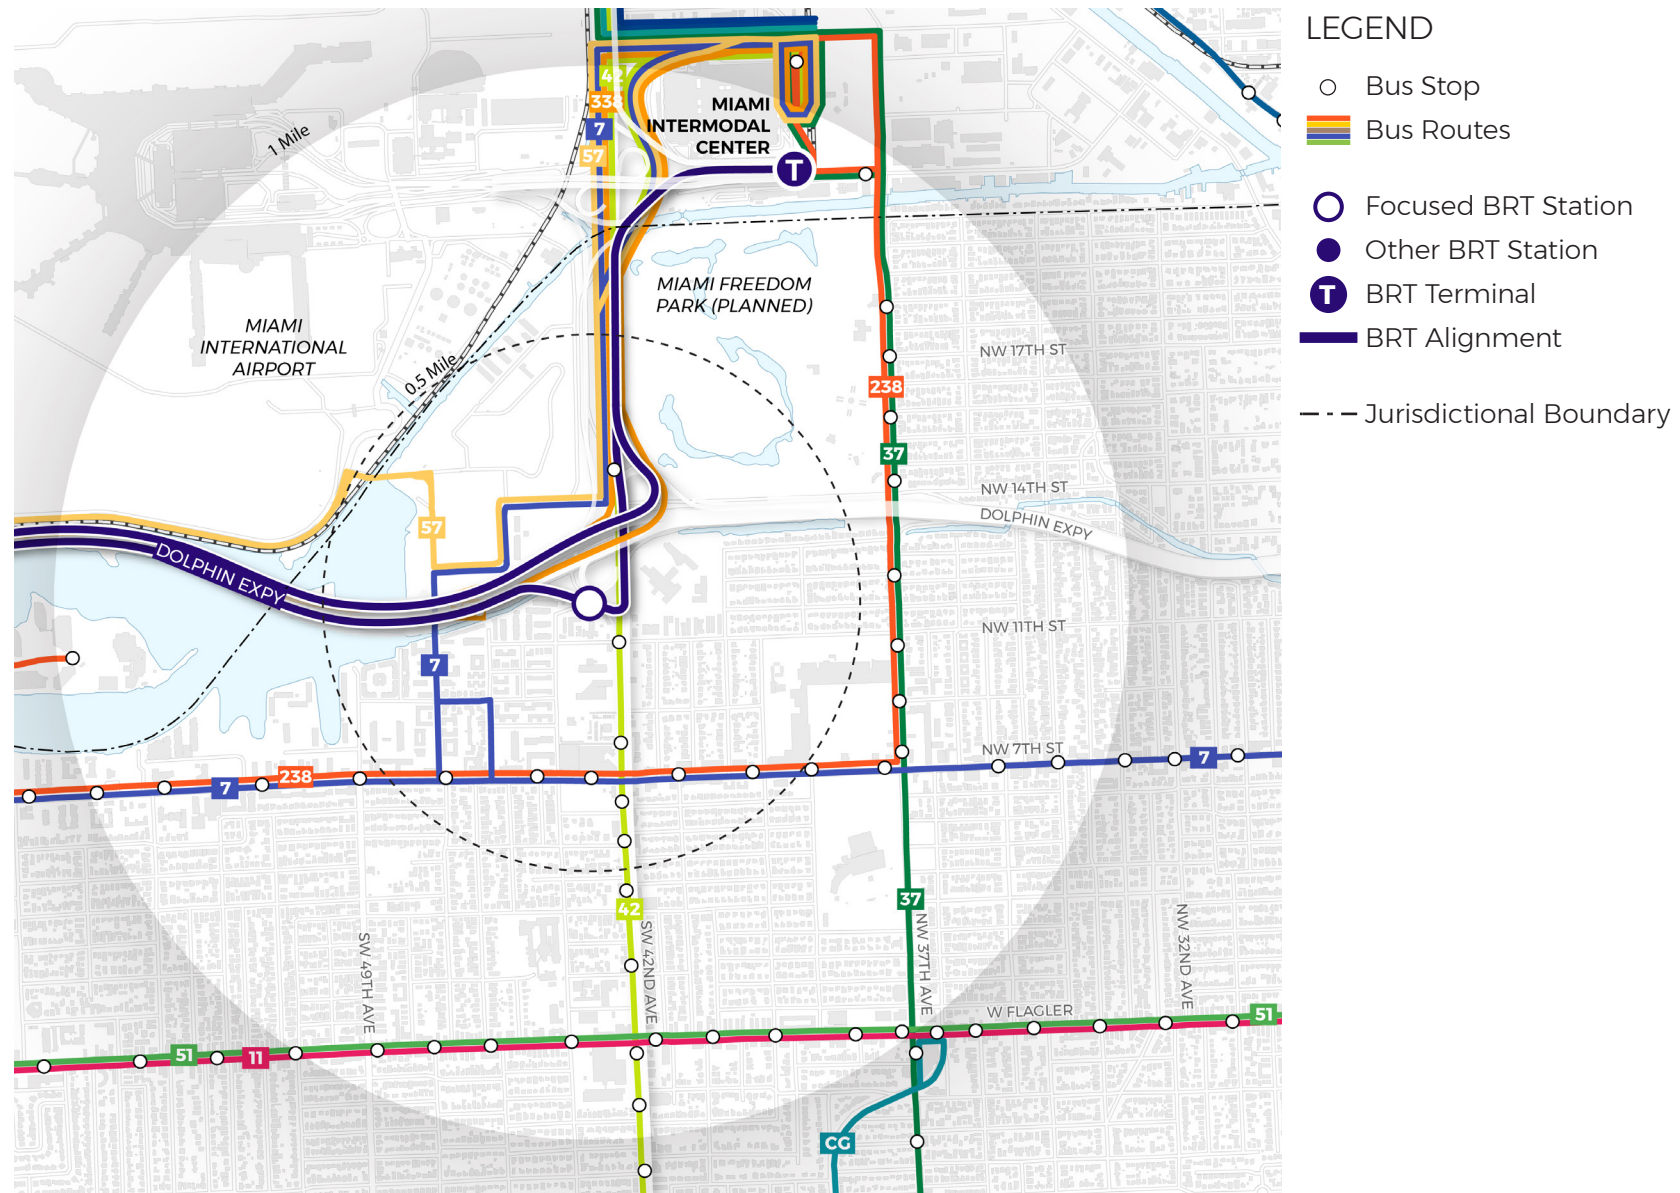 LEGEND
Bus Stop
Bus Routes
Focused BRT Station
Other BRT Station
T
BRT Terminal
BRT Alignment
Jurisdictional Boundary
42
338
7
57
MIAMI
INTERMODAL
CENTER
T
1 Mile
MIAMI FREEDOM
PARK (PLANNED)
MIAMI
INTERNATIONAL
AIRPORT
0.5 Mile
NW 17TH ST
238
37
NW 14TH ST
DOLPHIN EXPY
57
DOLPHIN EXPY
NW 11TH ST
7
NW 7TH ST
7
238
7
42
37
SW 49TH AVE
SW 42ND AVE
NW 37TH AVE
NW 32ND AVE
W FLAGLER
51
51
11
CG